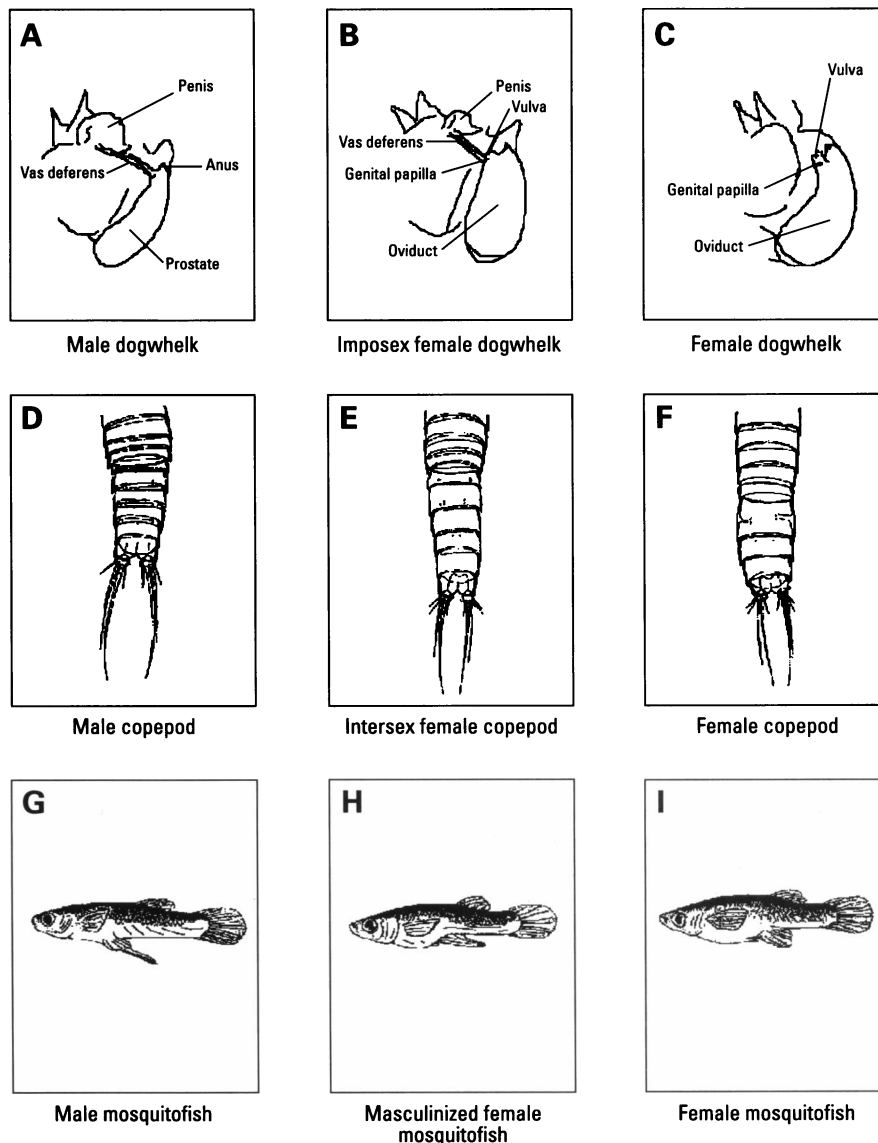 A
Penis
Vas deferens
Anus
Prostate
Male dogwhelk
B
Penis
Vulva
Vas deferens
Genital papilla
Oviduct
Imposex female dogwhelk
C
Vulva
Genital papilla
Oviduct
Female dogwhelk
D
Male copepod
E
Intersex female copepod
F
Female copepod
G
Male mosquitofish
H
Masculinized female
mosquitofish
I
Female mosquitofish